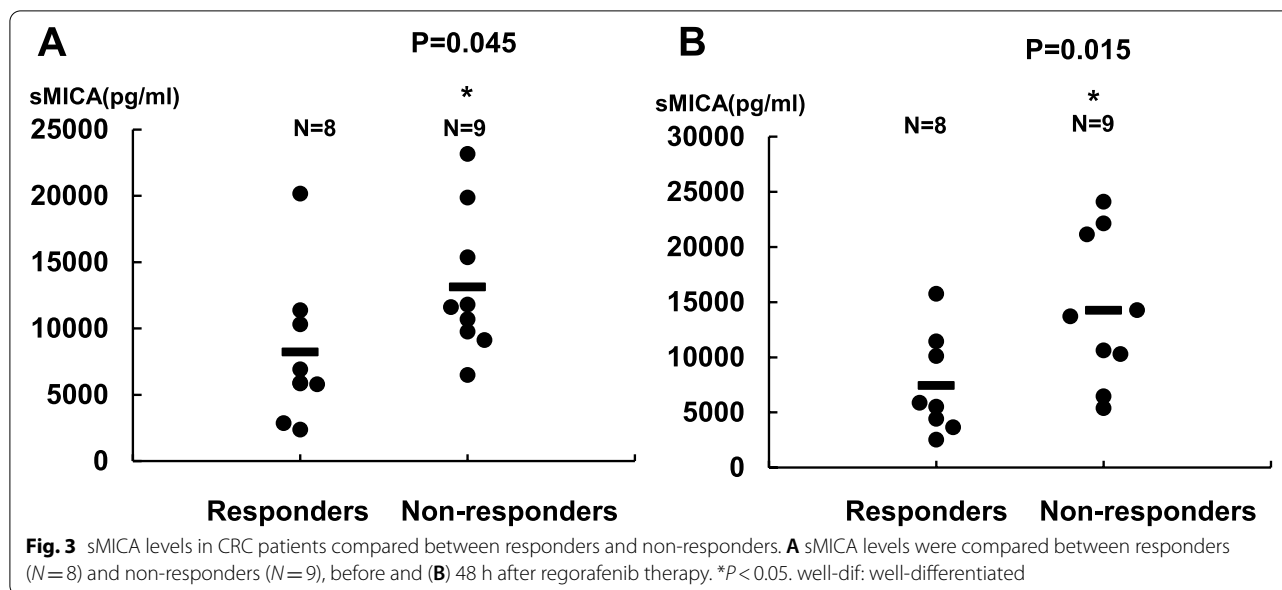 A
P=0.045
sMICA(pg/ml)
*
N=8
N=9
25000
20000
15000
10000
5000
0
Responders
Non-responders
B
P=0.015
sMICA(pg/ml)
*
N=8
N=9
30000
25000
20000
15000
10000
5000
0
Responders
Non-responders
Fig. 3 sMICA levels in CRC patients compared between responders and non-responders. A sMICA levels were compared between responders
(N = 8) and non-responders (N = 9), before and (B) 48 h after regorafenib therapy. *P < 0.05. well-dif: well-differentiated